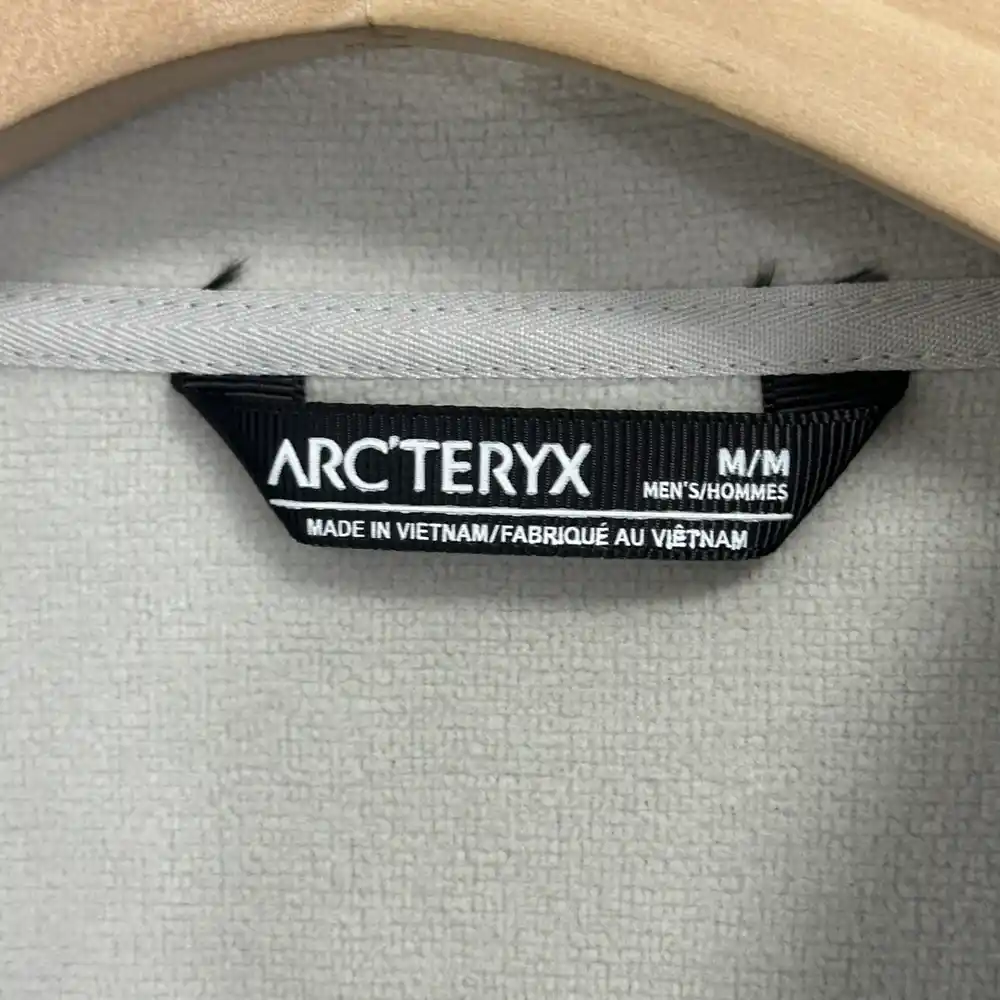 ARC'TERYX
M/M
MEN'S/HOMMES
MADE IN VIETNAM/FABRIQUÉ AU VIÊTNAM